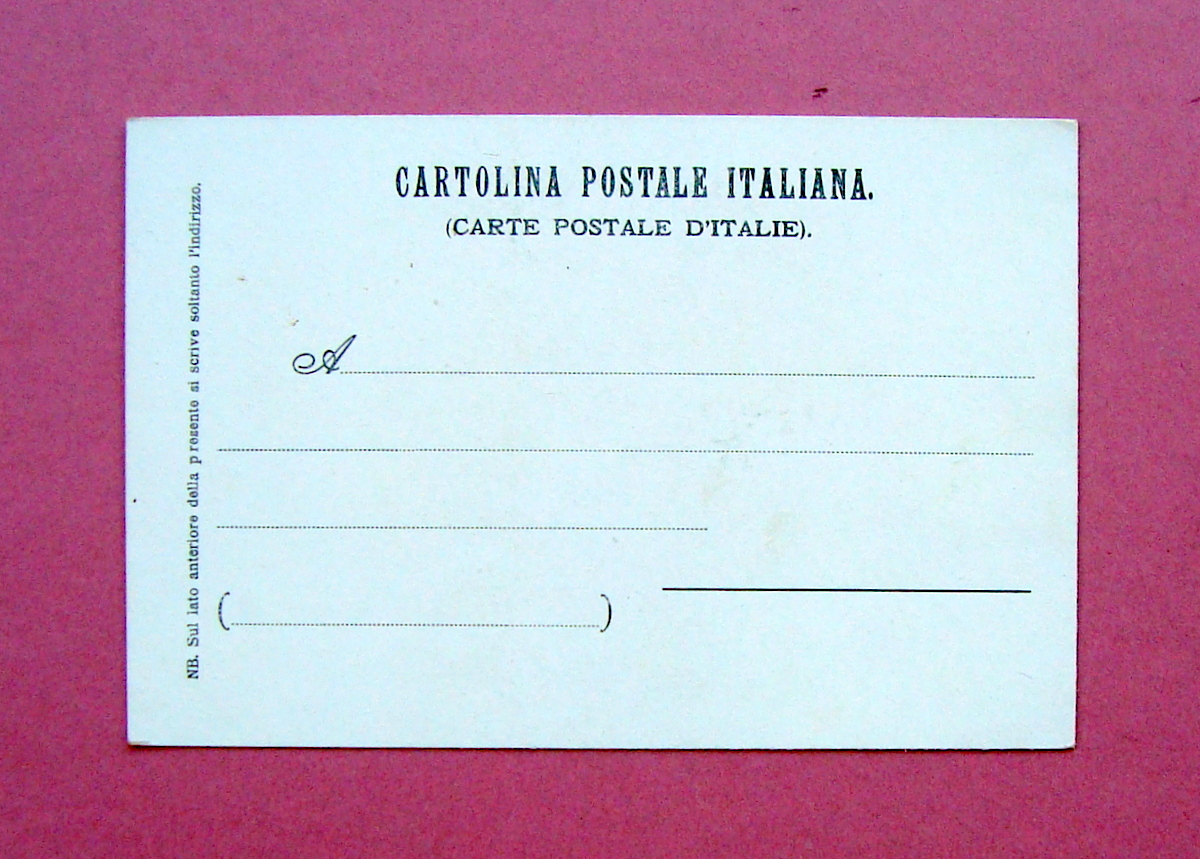 CARTOLINA POSTALE ITALIANA.
(CARTE POSTALE D'ITALIE).
A
()
NB. Sul lato anteriore della presente si scrive soltanto l'indirizzo.